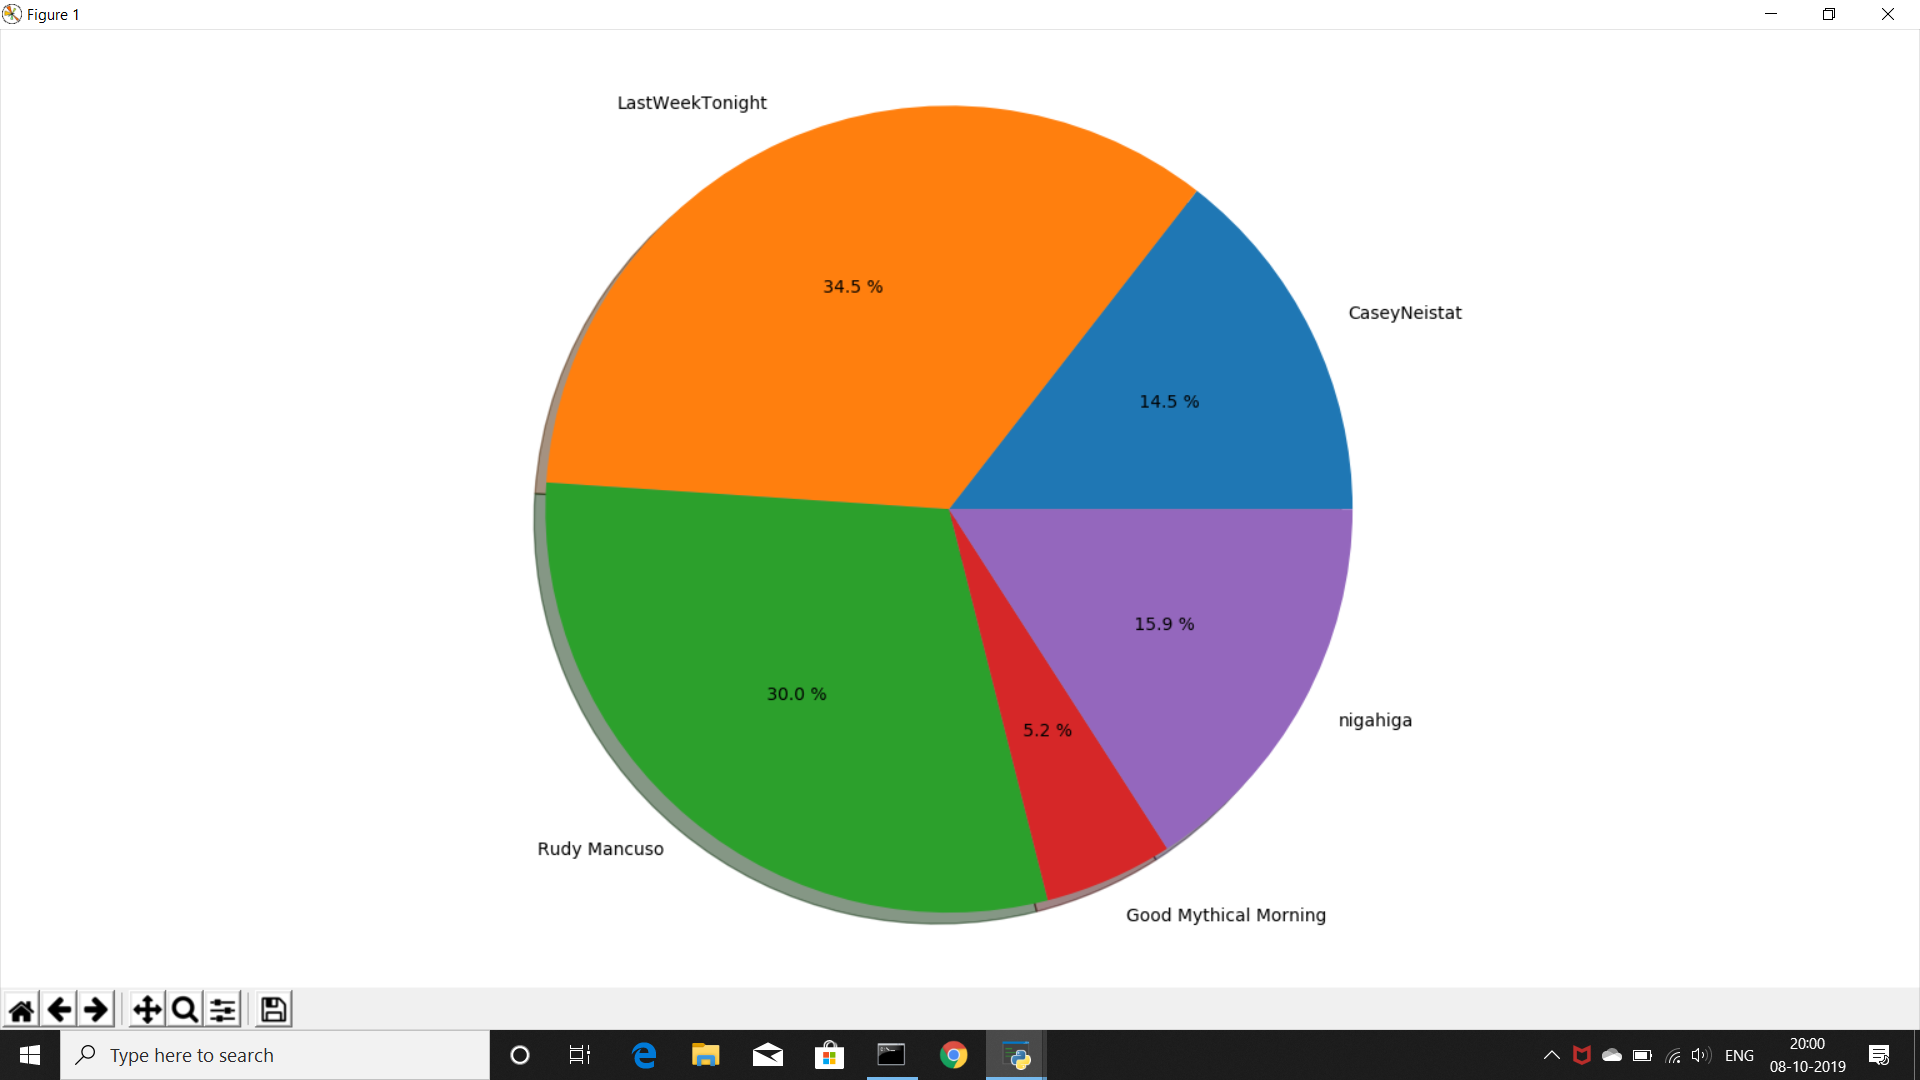 Figure 1
LastWeekTonight
34.5 %
CaseyNeistat
14.5 %
15.9 %
30.0 %
5.2 %
nigahiga
Rudy Mancuso
Good Mythical Morning
Type here to search
ENG
20:00
08-10-2019